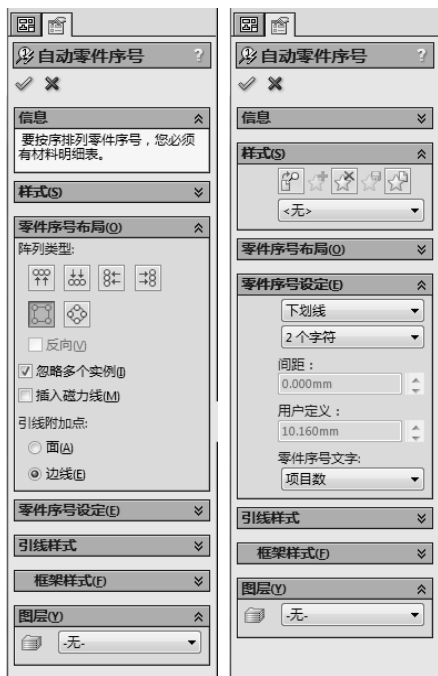 自动零件序号 ?
信息
要按序排列零件序号，您必须
有材料明细表。
样式(S)
零件序号布局(O)
阵列类型:
反向(V)
忽略多个实例(I)
插入磁力线(M)
引线附加点:
面(A)
边线(E)
零件序号设定(E)
引线样式
框架样式(F)
图层(Y)
-无-
自动零件序号 ?
信息
样式(S)
<无>
零件序号布局(O)
零件序号设定(E)
下划线
2个字符
间距：
0.000mm
用户定义：
10.160mm
零件序号文字:
项目数
引线样式
框架样式(F)
图层(Y)
-无-